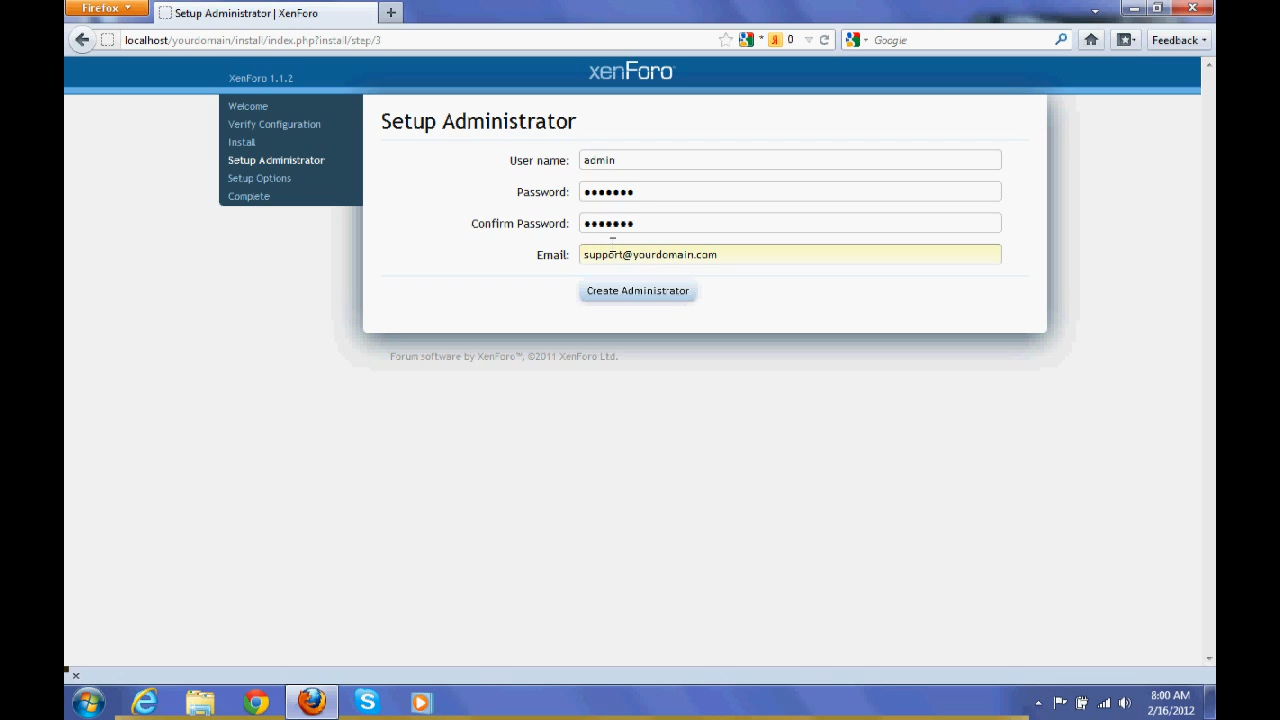 Firefox
Setup Administrator | XenForo
localhost/yourdomain/install/index.php?install/step/3
Я 0
Google
Feedback
XenForo 1.1.2
xenForo
Welcome
Verify Configuration
Install
Setup Administrator
Setup Options
Complete
Setup Administrator
User name: admin
Password: •••••••
Confirm Password: •••••••
Email: support@yourdomain.com
Create Administrator
Forum software by XenForo™, ©2011 XenForo Ltd.
8:00 AM
2/16/2012